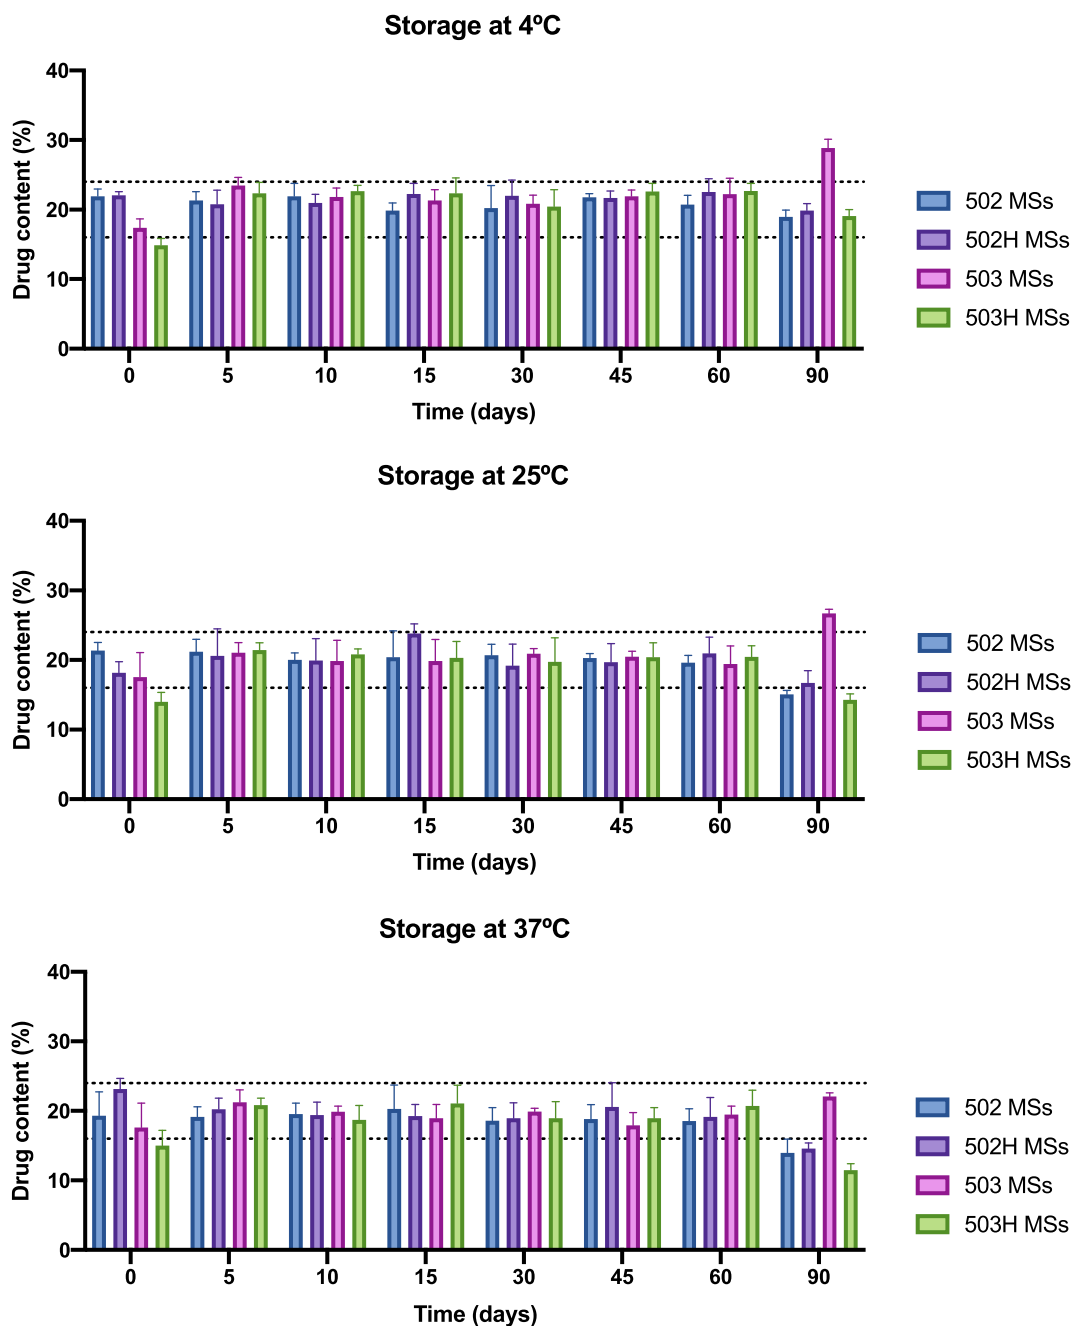 Storage at 4ºC
Drug content (%)
40
30
20
10
0
0 5 10 15 30 45 60 90
Time (days)
502 MSs
502H MSs
503 MSs
503H MSs
Storage at 25ºC
Drug content (%)
40
30
20
10
0
0 5 10 15 30 45 60 90
Time (days)
502 MSs
502H MSs
503 MSs
503H MSs
Storage at 37ºC
Drug content (%)
40
30
20
10
0
0 5 10 15 30 45 60 90
Time (days)
502 MSs
502H MSs
503 MSs
503H MSs